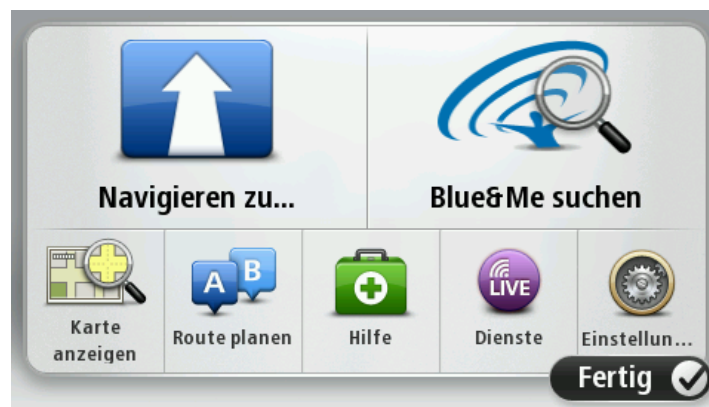 Navigieren zu...
Blue&Me suchen
A
B
LIVE
Karte
anzeigen
Route planen
Hilfe
Dienste
Einstellun...
Fertig